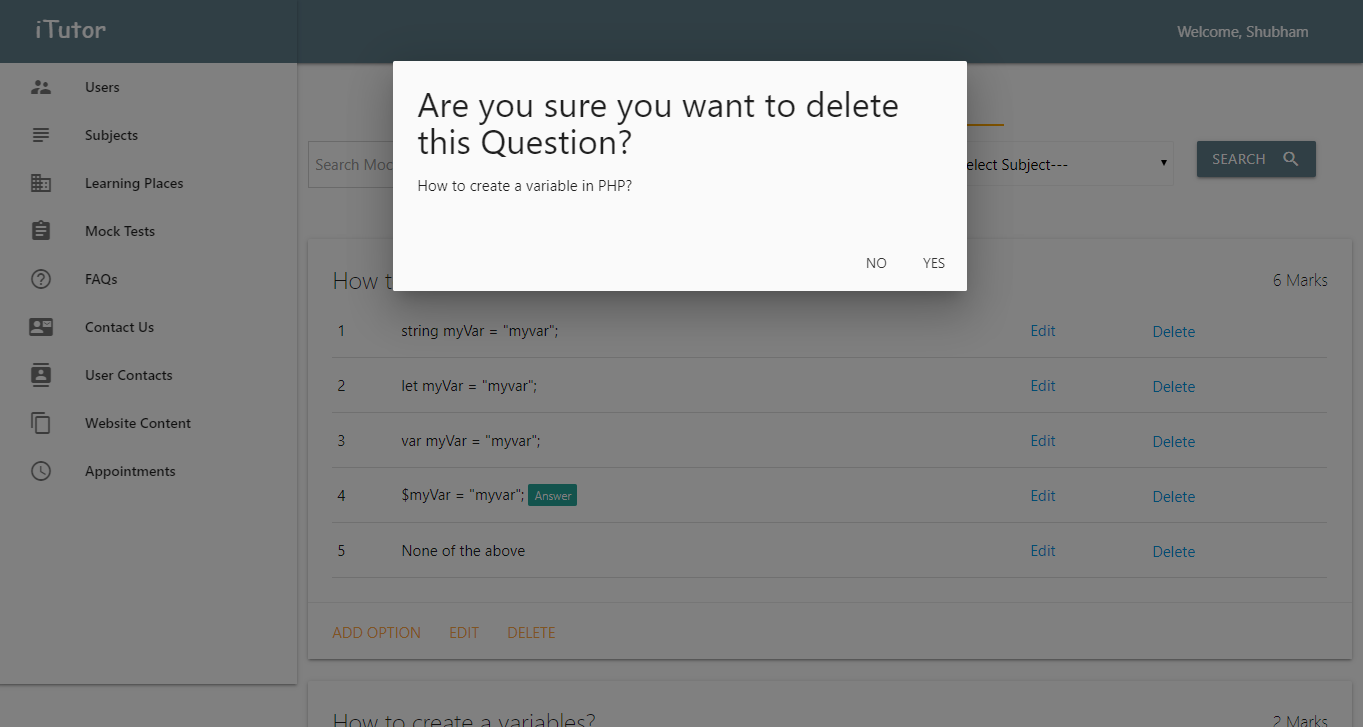 iTutor
Welcome, Shubham
Users
Subjects
Learning Places
Mock Tests
FAQs
Contact Us
User Contacts
Website Content
Appointments
Are you sure you want to delete
this Question?
How to create a variable in PHP?
NO YES
Search Moc
elect Subject---
SEARCH
How t
6 Marks
1 string myVar = "myvar"; Edit Delete
2 let myVar = "myvar"; Edit Delete
3 var myVar = "myvar"; Edit Delete
4 $myVar = "myvar"; Answer Edit Delete
5 None of the above Edit Delete
ADD OPTION EDIT DELETE
How to create a variables? 2 Marks